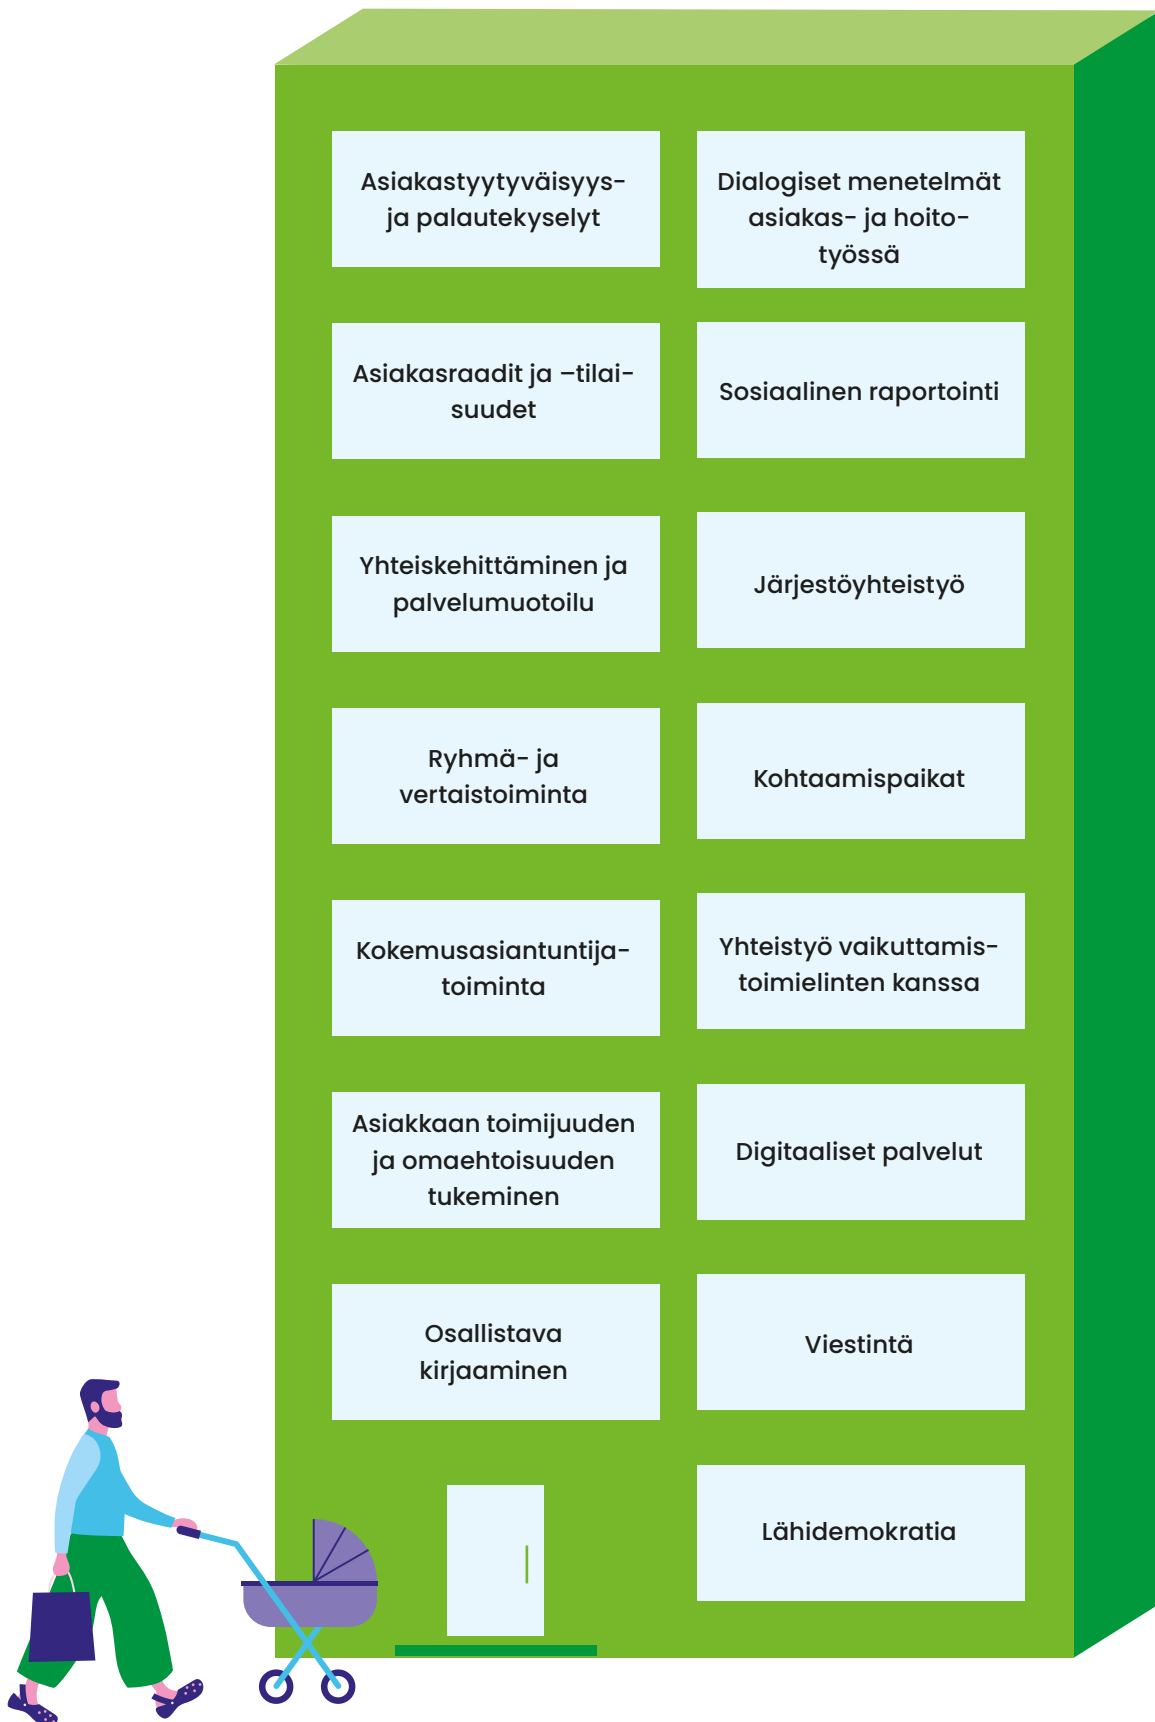 Asiakastyytyväisyys-
ja palautekyselyt
Dialogiset menetelmät
asiakas- ja hoito-
työssä
Asiakasraadit ja –tilai-
suudet
Sosiaalinen raportointi
Yhteiskehittäminen ja
palvelumuotoilu
Järjestöyhteistyö
Ryhmä- ja
vertaistoiminta
Kohtaamispaikat
Kokemusasiantuntija-
toiminta
Yhteistyö vaikuttamis-
toimielinten kanssa
Asiakkaan toimijuuden
ja omaehtoisuuden
tukeminen
Digitaaliset palvelut
Osallistava
kirjaaminen
Viestintä
Lähidemokratia